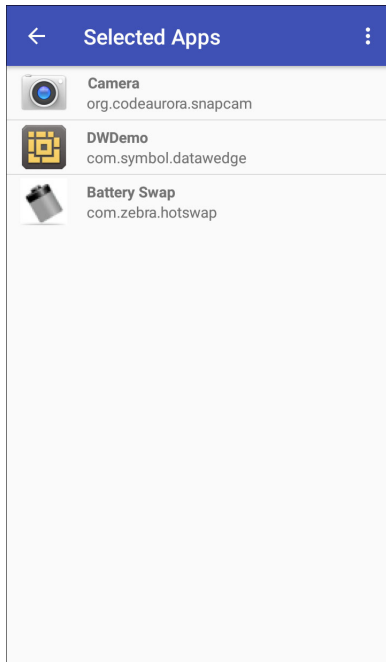 Selected Apps
Camera
org.codeaurora.snapcam
DWDemo
com.symbol.datawedge
Battery Swap
com.zebra.hotswap